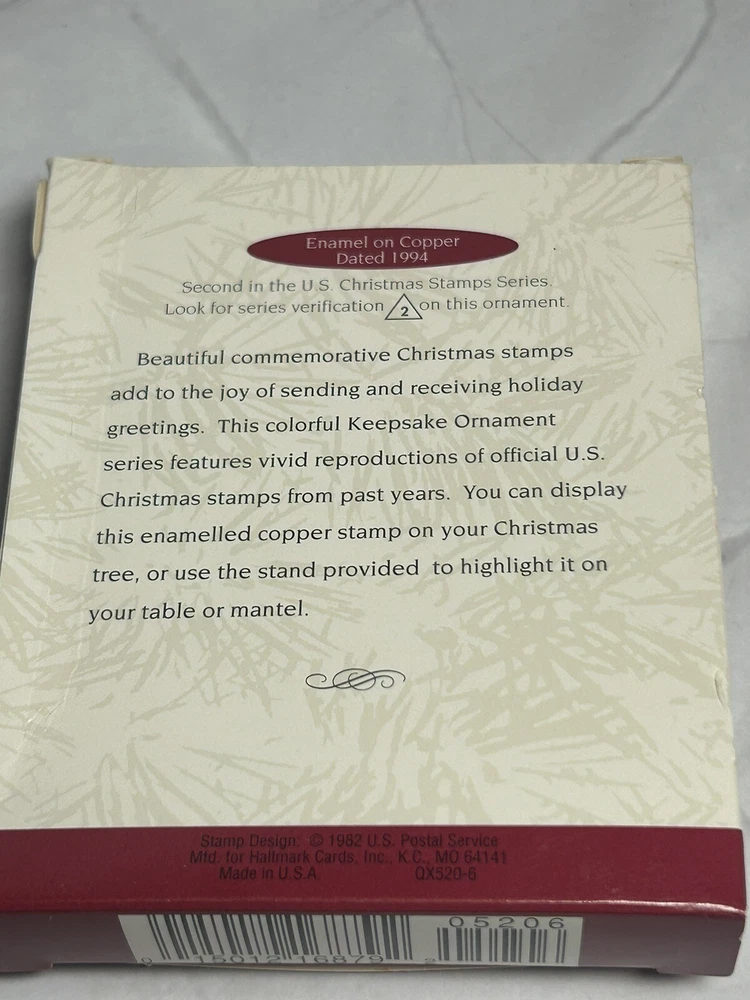 Enamel on Copper
Dated 1994
Second in the U.S. Christmas Stamps Series.
Look for series verification 2 on this ornament.
Beautiful commemorative Christmas stamps
add to the joy of sending and receiving holiday
greetings. This colorful Keepsake Ornament
series features vivid reproductions of official U.S.
Christmas stamps from past years. You can display
this enamelled copper stamp on your Christmas
tree, or use the stand provided to highlight it on
your table or mantel.
Stamp Design: © 1982 U.S. Postal Service
Mfd. for Hallmark Cards, Inc., K.C., MO 64141
Made in U.S.A. QX520-6
05206
0 15012 16879 2